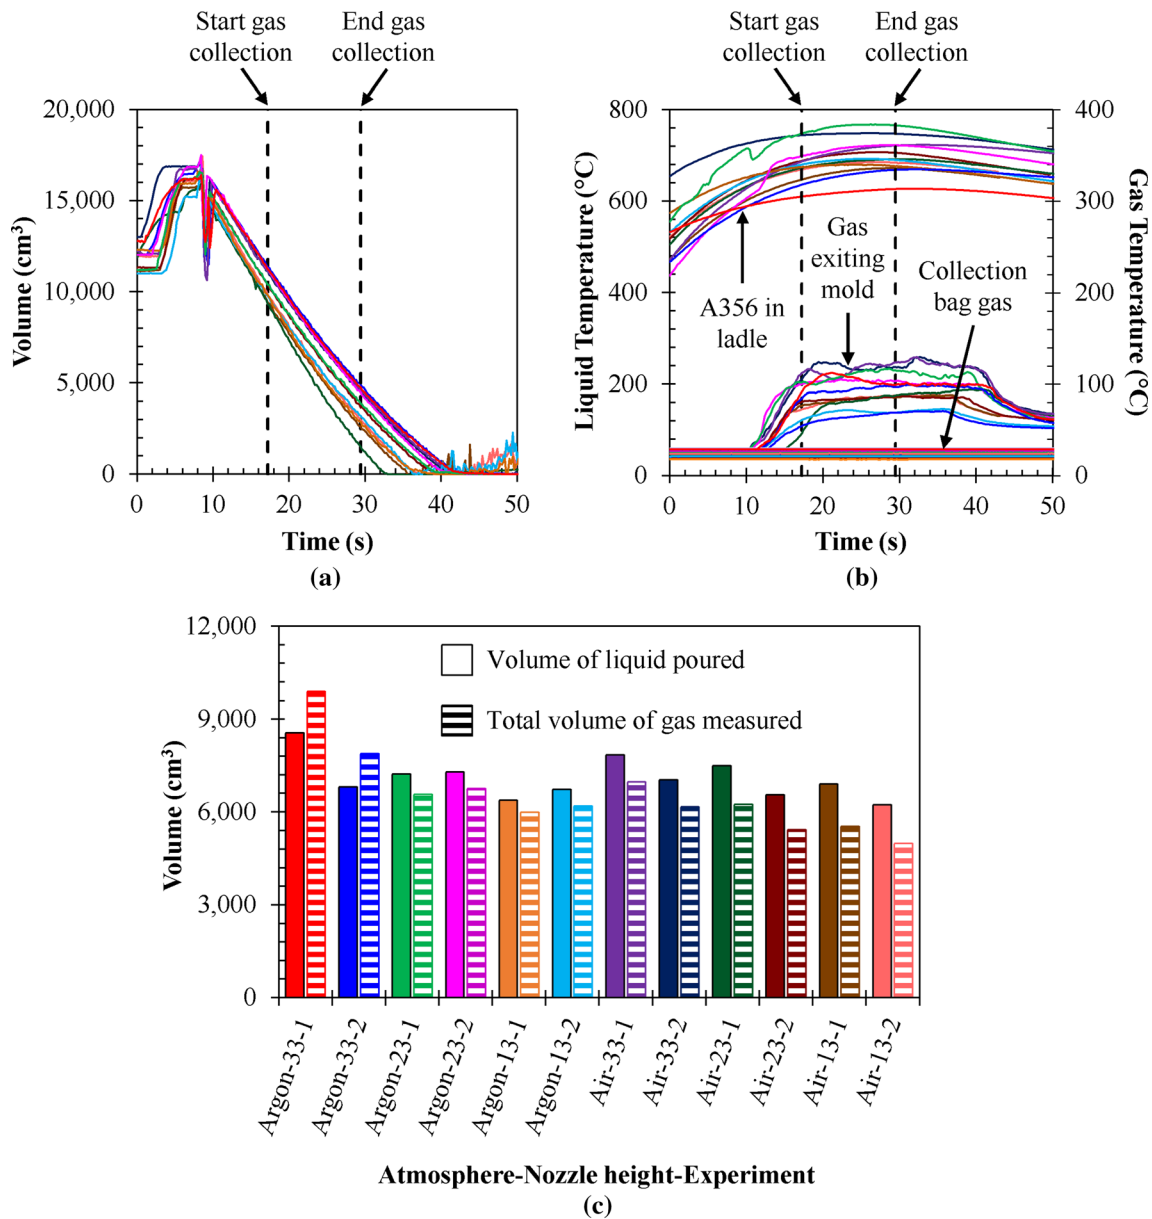 (a)
(b)
Start gas
collection
End gas
collection
Start gas
collection
End gas
collection
20,000
15,000
10,000
5,000
0
Volume (cm³)
0
10
20
30
40
50
Time (s)
(a)
800
600
400
200
0
Liquid Temperature (°C)
400
300
200
100
0
Gas Temperature (°C)
A356 in
ladle
Gas
exiting
mold
Collection
bag gas
0
10
20
30
40
50
Time (s)
(b)
12,000
9,000
6,000
3,000
0
Volume (cm³)
Volume of liquid poured
Total volume of gas measured
Argon-33-1
Argon-33-2
Argon-23-1
Argon-23-2
Argon-13-1
Argon-13-2
Air-33-1
Air-33-2
Air-23-1
Air-23-2
Air-13-1
Air-13-2
Atmosphere-Nozzle height-Experiment
(c)